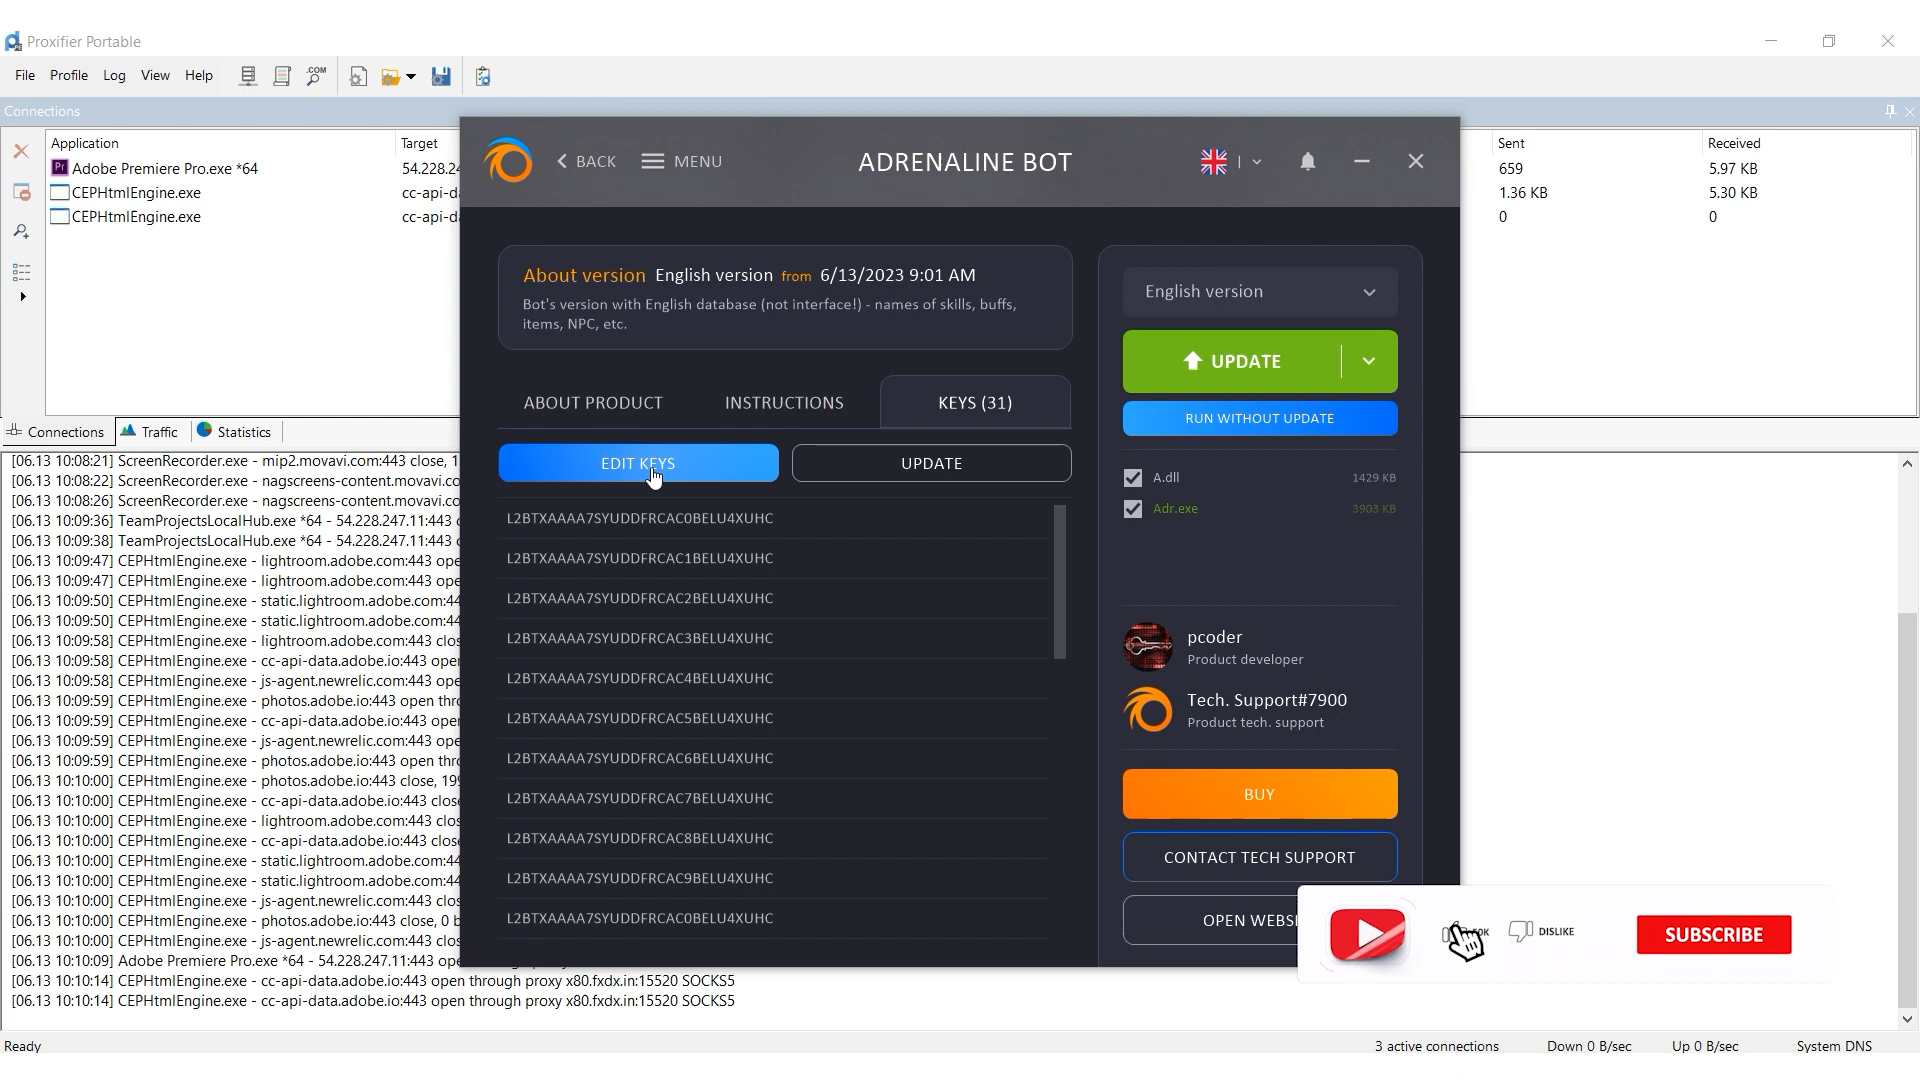 Proxifier Portable
File Profile Log View Help
.COM
Connections
Application Target Sent Received
Adobe Premiere Pro.exe *64 54.228.24 659 5.97 KB
CEPHtmlEngine.exe cc-api-d 1.36 KB 5.30 KB
CEPHtmlEngine.exe cc-api-d 0 0
Connections Traffic Statistics
[06.13 10:08:21] ScreenRecorder.exe - mip2.movavi.com:443 close, 1
[06.13 10:08:22] ScreenRecorder.exe - nagscreens-content.movavi.co
[06.13 10:08:26] ScreenRecorder.exe - nagscreens-content.movavi.co
[06.13 10:09:36] TeamProjectsLocalHub.exe *64 - 54.228.247.11:443 c
[06.13 10:09:38] TeamProjectsLocalHub.exe *64 - 54.228.247.11:443 c
[06.13 10:09:47] CEPHtmlEngine.exe - lightroom.adobe.com:443 ope
[06.13 10:09:47] CEPHtmlEngine.exe - lightroom.adobe.com:443 ope
[06.13 10:09:50] CEPHtmlEngine.exe - static.lightroom.adobe.com:44
[06.13 10:09:50] CEPHtmlEngine.exe - static.lightroom.adobe.com:44
[06.13 10:09:58] CEPHtmlEngine.exe - lightroom.adobe.com:443 clos
[06.13 10:09:58] CEPHtmlEngine.exe - cc-api-data.adobe.io:443 oper
[06.13 10:09:58] CEPHtmlEngine.exe - js-agent.newrelic.com:443 ope
[06.13 10:09:59] CEPHtmlEngine.exe - photos.adobe.io:443 open thro
[06.13 10:09:59] CEPHtmlEngine.exe - cc-api-data.adobe.io:443 oper
[06.13 10:09:59] CEPHtmlEngine.exe - js-agent.newrelic.com:443 ope
[06.13 10:09:59] CEPHtmlEngine.exe - photos.adobe.io:443 open thro
[06.13 10:10:00] CEPHtmlEngine.exe - photos.adobe.io:443 close, 199
[06.13 10:10:00] CEPHtmlEngine.exe - cc-api-data.adobe.io:443 close
[06.13 10:10:00] CEPHtmlEngine.exe - lightroom.adobe.com:443 clos
[06.13 10:10:00] CEPHtmlEngine.exe - cc-api-data.adobe.io:443 close
[06.13 10:10:00] CEPHtmlEngine.exe - static.lightroom.adobe.com:44
[06.13 10:10:00] CEPHtmlEngine.exe - static.lightroom.adobe.com:44
[06.13 10:10:00] CEPHtmlEngine.exe - js-agent.newrelic.com:443 clos
[06.13 10:10:00] CEPHtmlEngine.exe - photos.adobe.io:443 close, 0 b
[06.13 10:10:00] CEPHtmlEngine.exe - js-agent.newrelic.com:443 clos
[06.13 10:10:09] Adobe Premiere Pro.exe *64 - 54.228.247.11:443 ope
[06.13 10:10:14] CEPHtmlEngine.exe - cc-api-data.adobe.io:443 open through proxy x80.fxdx.in:15520 SOCKS5
[06.13 10:10:14] CEPHtmlEngine.exe - cc-api-data.adobe.io:443 open through proxy x80.fxdx.in:15520 SOCKS5
Ready 3 active connections Down 0 B/sec Up 0 B/sec System DNS
BACK MENU ADRENALINE BOT
About version English version from 6/13/2023 9:01 AM
Bot's version with English database (not interface!) - names of skills, buffs,
items, NPC, etc.
ABOUT PRODUCT INSTRUCTIONS KEYS (31)
EDIT KEYS UPDATE
L2BTXAAAA7SYUDDFRCAC0BELU4XUHC
L2BTXAAAA7SYUDDFRCAC1BELU4XUHC
L2BTXAAAA7SYUDDFRCAC2BELU4XUHC
L2BTXAAAA7SYUDDFRCAC3BELU4XUHC
L2BTXAAAA7SYUDDFRCAC4BELU4XUHC
L2BTXAAAA7SYUDDFRCAC5BELU4XUHC
L2BTXAAAA7SYUDDFRCAC6BELU4XUHC
L2BTXAAAA7SYUDDFRCAC7BELU4XUHC
L2BTXAAAA7SYUDDFRCAC8BELU4XUHC
L2BTXAAAA7SYUDDFRCAC9BELU4XUHC
L2BTXAAAA7SYUDDFRCAC0BELU4XUHC
English version
UPDATE
RUN WITHOUT UPDATE
A.dll 1429 KB
Adr.exe 3903 KB
pcoder
Product developer
Tech. Support#7900
Product tech. support
BUY
CONTACT TECH SUPPORT
OPEN WEBSI
DISLIKE
SUBSCRIBE